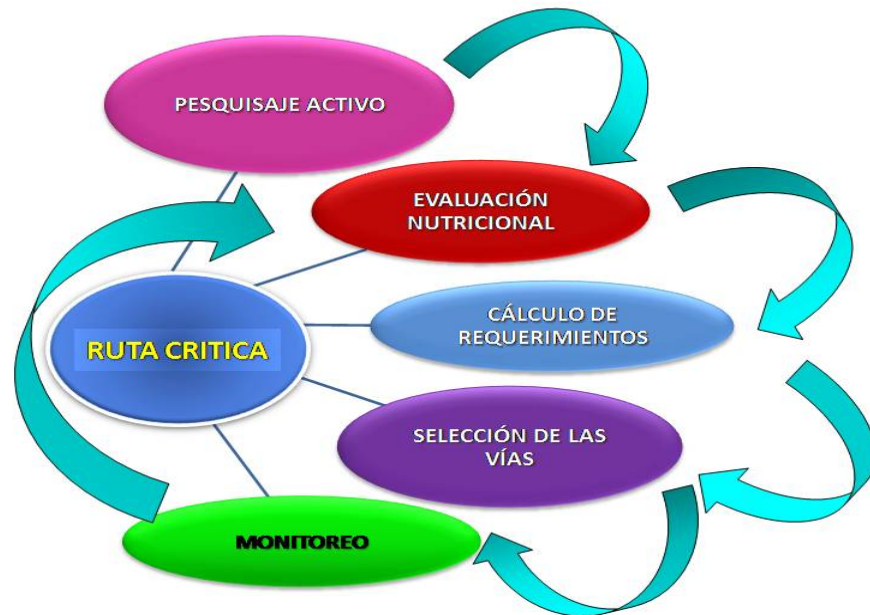 PESQUISAJE ACTIVO
EVALUACIÓN
NUTRICIONAL
CÁLCULO DE
REQUERIMIENTOS
RUTA CRITICA
SELECCIÓN DE LAS
VÍAS
MONITOREO